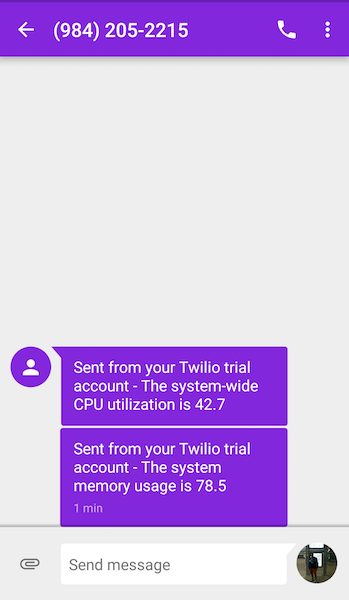 (984) 205-2215
Sent from your Twilio trial
account - The system-wide
CPU utilization is 42.7
Sent from your Twilio trial
account - The system
memory usage is 78.5
1 min
Send message